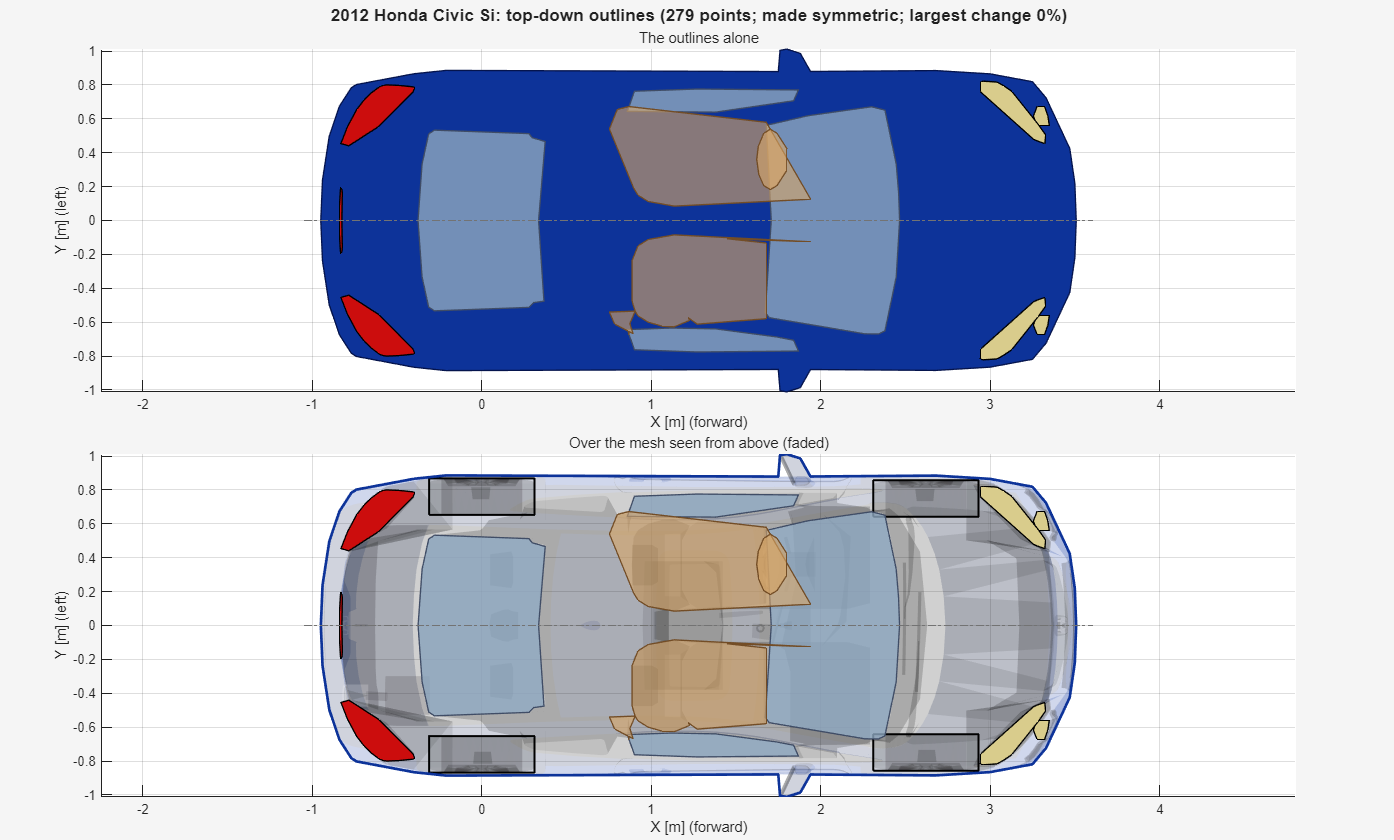 2012 Honda Civic Si: top-down outlines (279 points; made symmetric; largest change 0%)
The outlines alone
1
0.8
0.6
0.4
0.2
0
-0.2
-0.4
-0.6
-0.8
-1
Y [m] (left)
-2 -1 0 1 2 3 4
X [m] (forward)
Over the mesh seen from above (faded)
1
0.8
0.6
0.4
0.2
0
-0.2
-0.4
-0.6
-0.8
-1
Y [m] (left)
-2 -1 0 1 2 3 4
X [m] (forward)